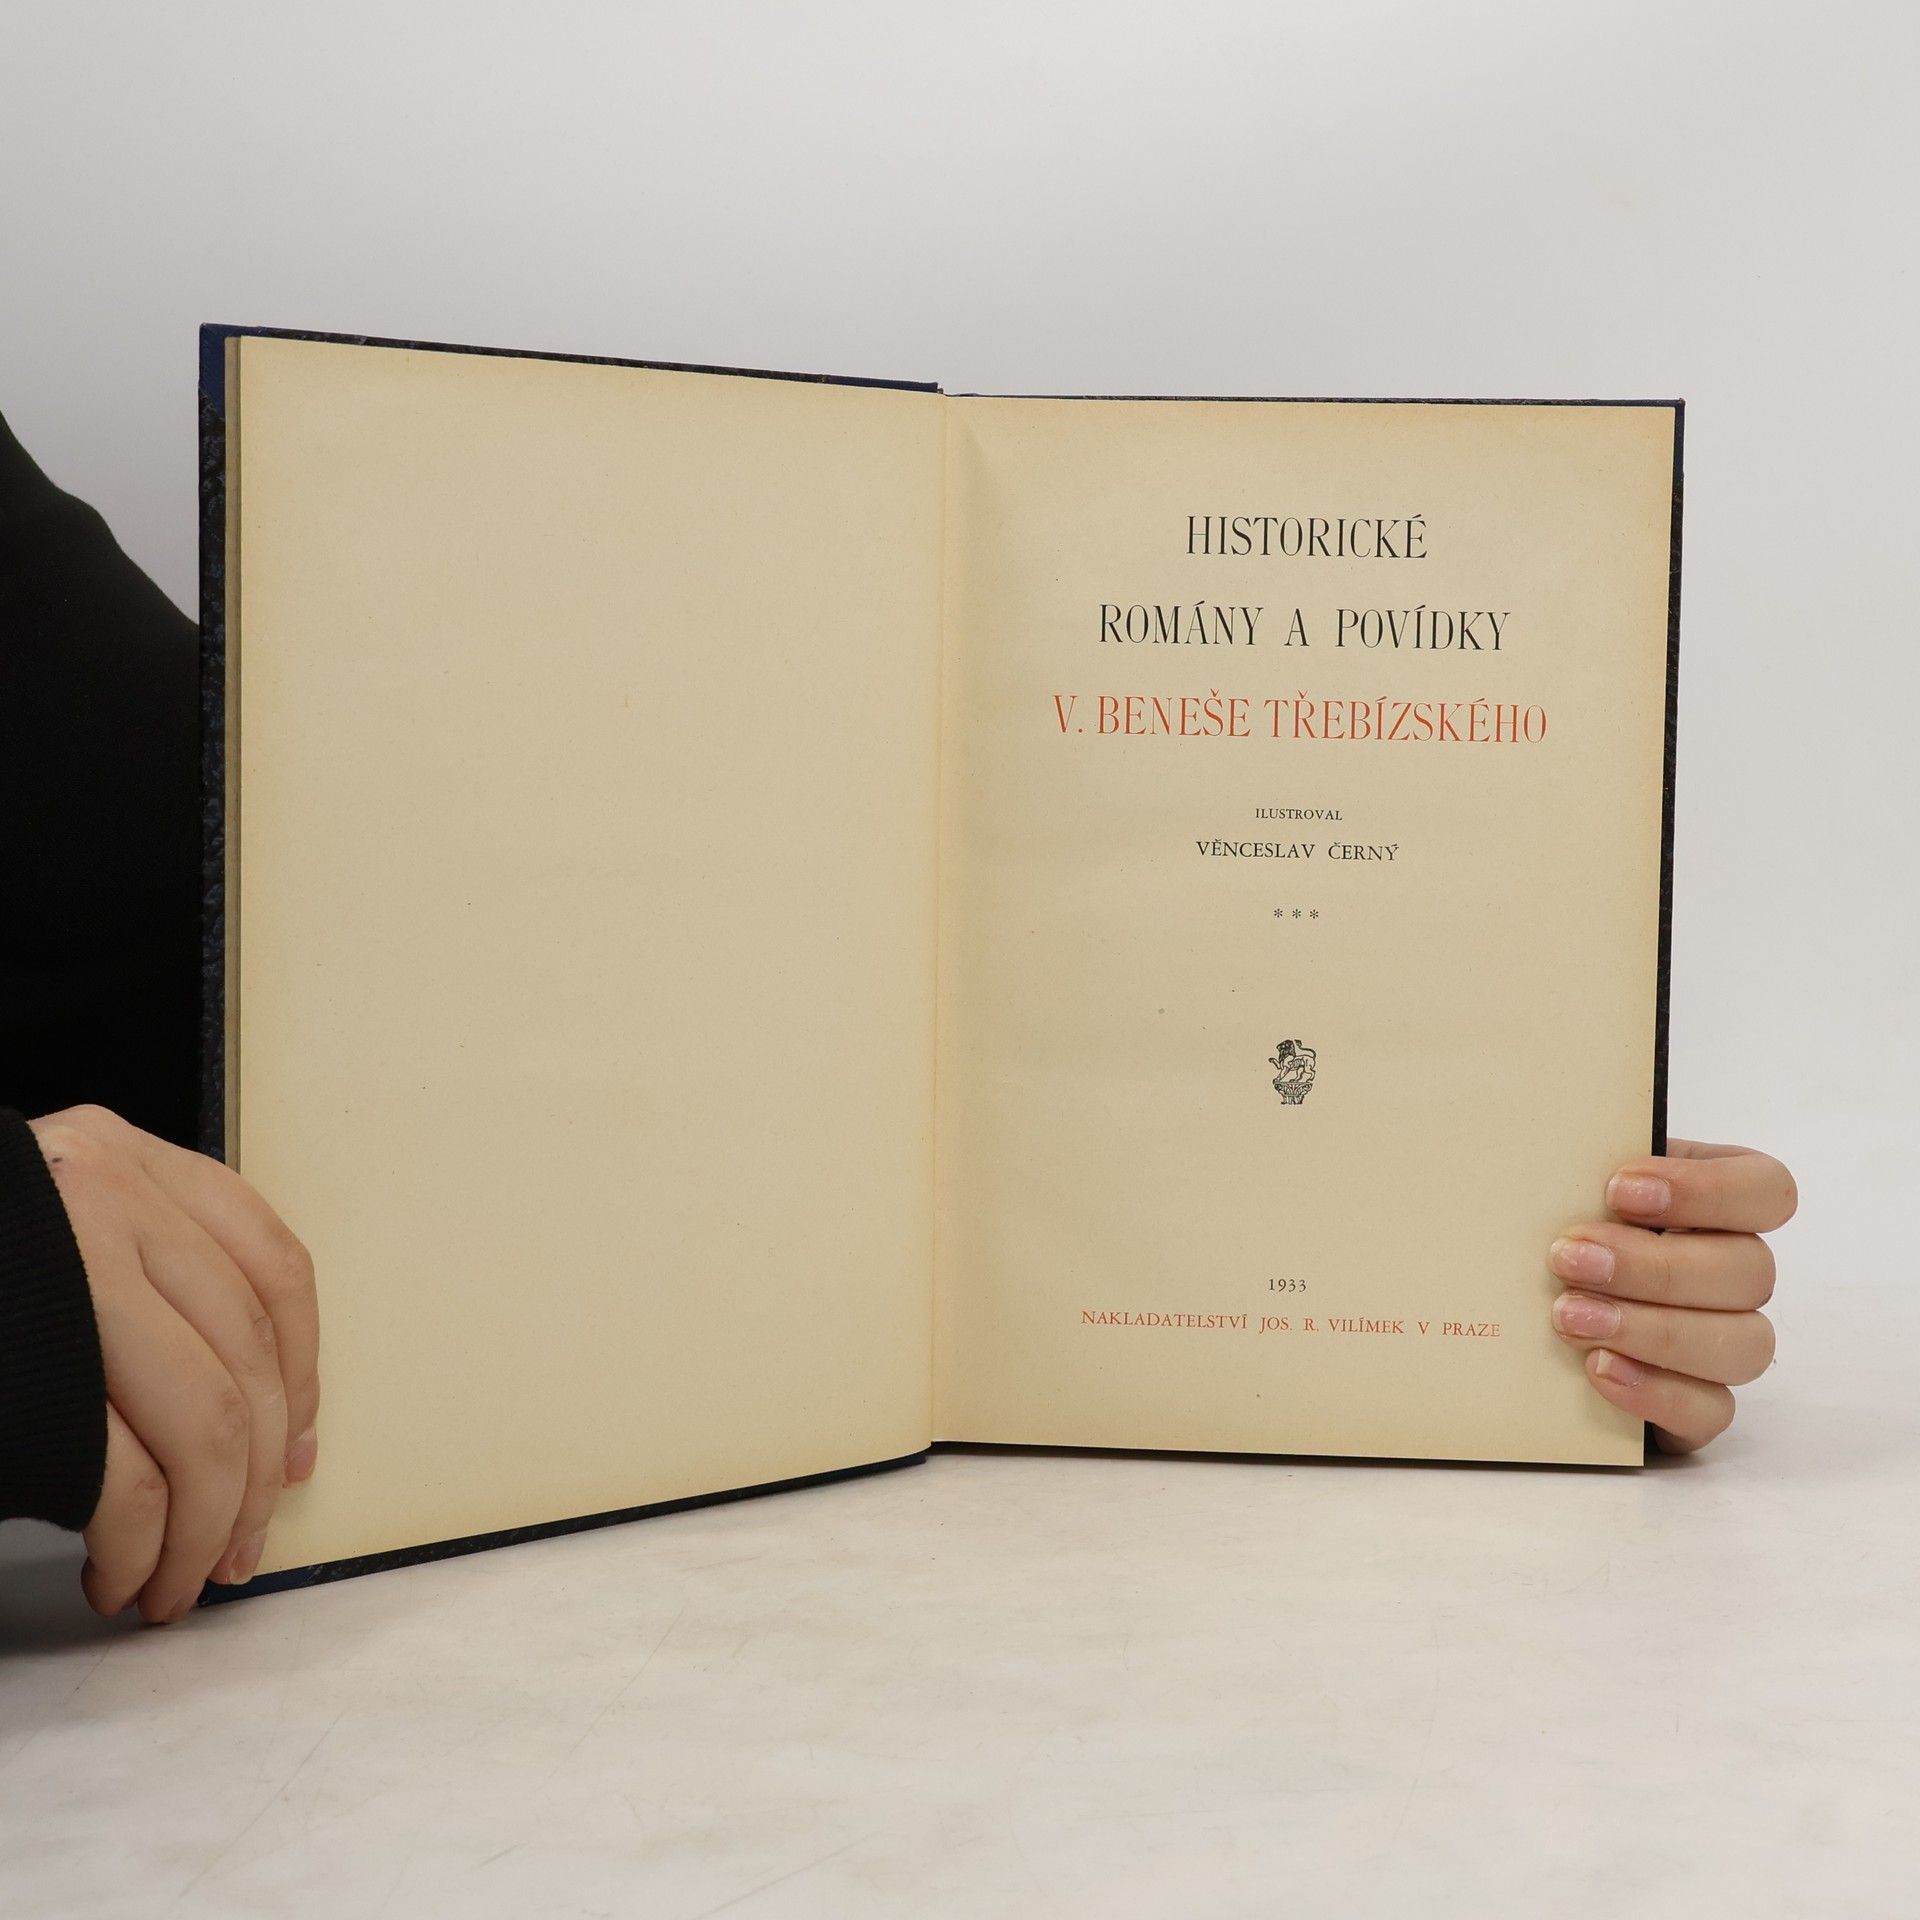 HISTORICKÉ
ROMÁNY A POVÍDKY
V. BENEŠE TŘEBÍZSKÉHO
ILUSTROVAL
VĚNCESLAV ČERNÝ
* * *
1933
NAKLADATELSTVÍ JOS. R. VILÍMEK V PRAZE